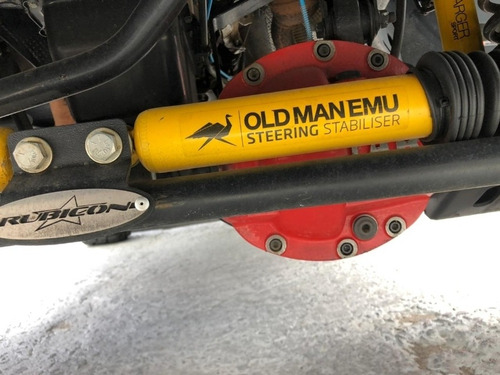 OLD MAN EMU
STEERING STABILISER
RUBICON